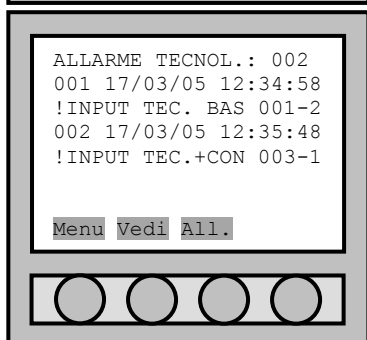 ALLARME TECNOL.: 002
001 17/03/05 12:34:58
!INPUT TEC. BAS 001-2
002 17/03/05 12:35:48
!INPUT TEC.+CON 003-1
Menu Vedi All.